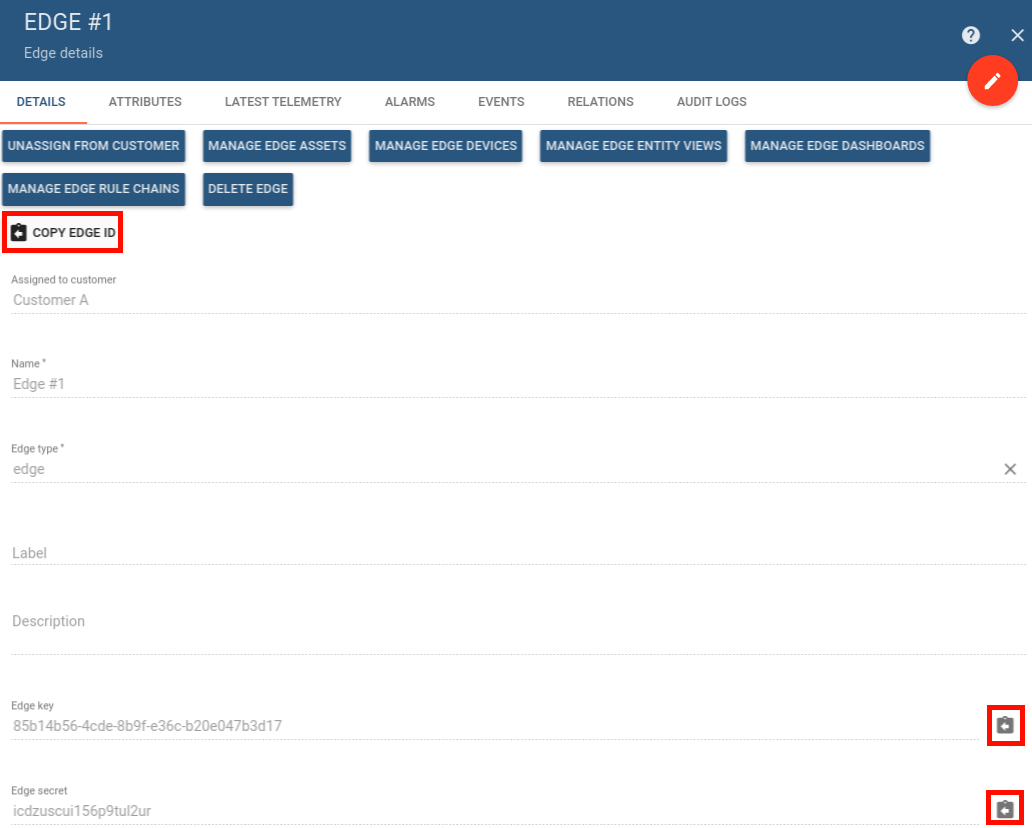 EDGE #1
Edge details
DETAILS ATTRIBUTES LATEST TELEMETRY ALARMS EVENTS RELATIONS AUDIT LOGS
UNASSIGN FROM CUSTOMER MANAGE EDGE ASSETS MANAGE EDGE DEVICES MANAGE EDGE ENTITY VIEWS MANAGE EDGE DASHBOARDS
MANAGE EDGE RULE CHAINS DELETE EDGE
COPY EDGE ID
Assigned to customer
Customer A
Name *
Edge #1
Edge type *
edge
Label
Description
Edge key
85b14b56-4cde-8b9f-e36c-b20e047b3d17
Edge secret
icdzuscui156p9tul2ur